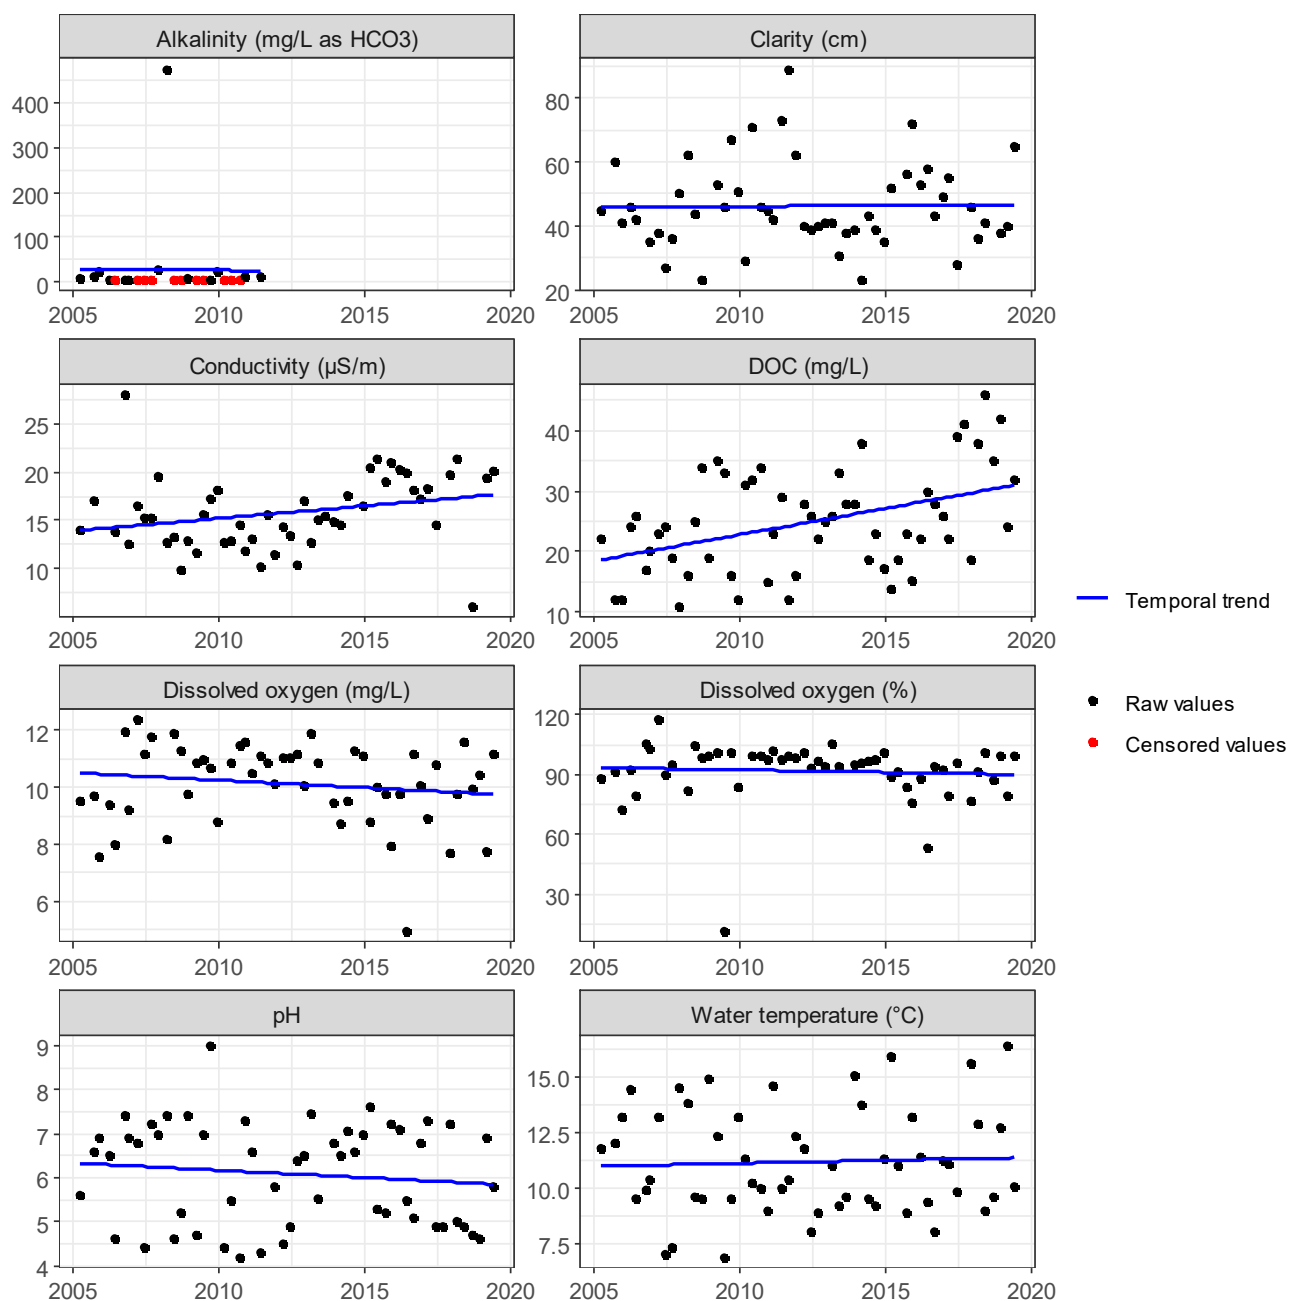 Alkalinity (mg/L as HCO3)
400
300
200
100
0
2005 2010 2015 2020
Clarity (cm)
80
60
40
20
2005 2010 2015 2020
Conductivity (µS/m)
25
20
15
10
2005 2010 2015 2020
DOC (mg/L)
40
30
20
10
2005 2010 2015 2020
Dissolved oxygen (mg/L)
12
10
8
6
2005 2010 2015 2020
Dissolved oxygen (%)
120
90
60
30
2005 2010 2015 2020
pH
9
8
7
6
5
4
2005 2010 2015 2020
Water temperature (°C)
15.0
12.5
10.0
7.5
2005 2010 2015 2020
Temporal trend
Raw values
Censored values